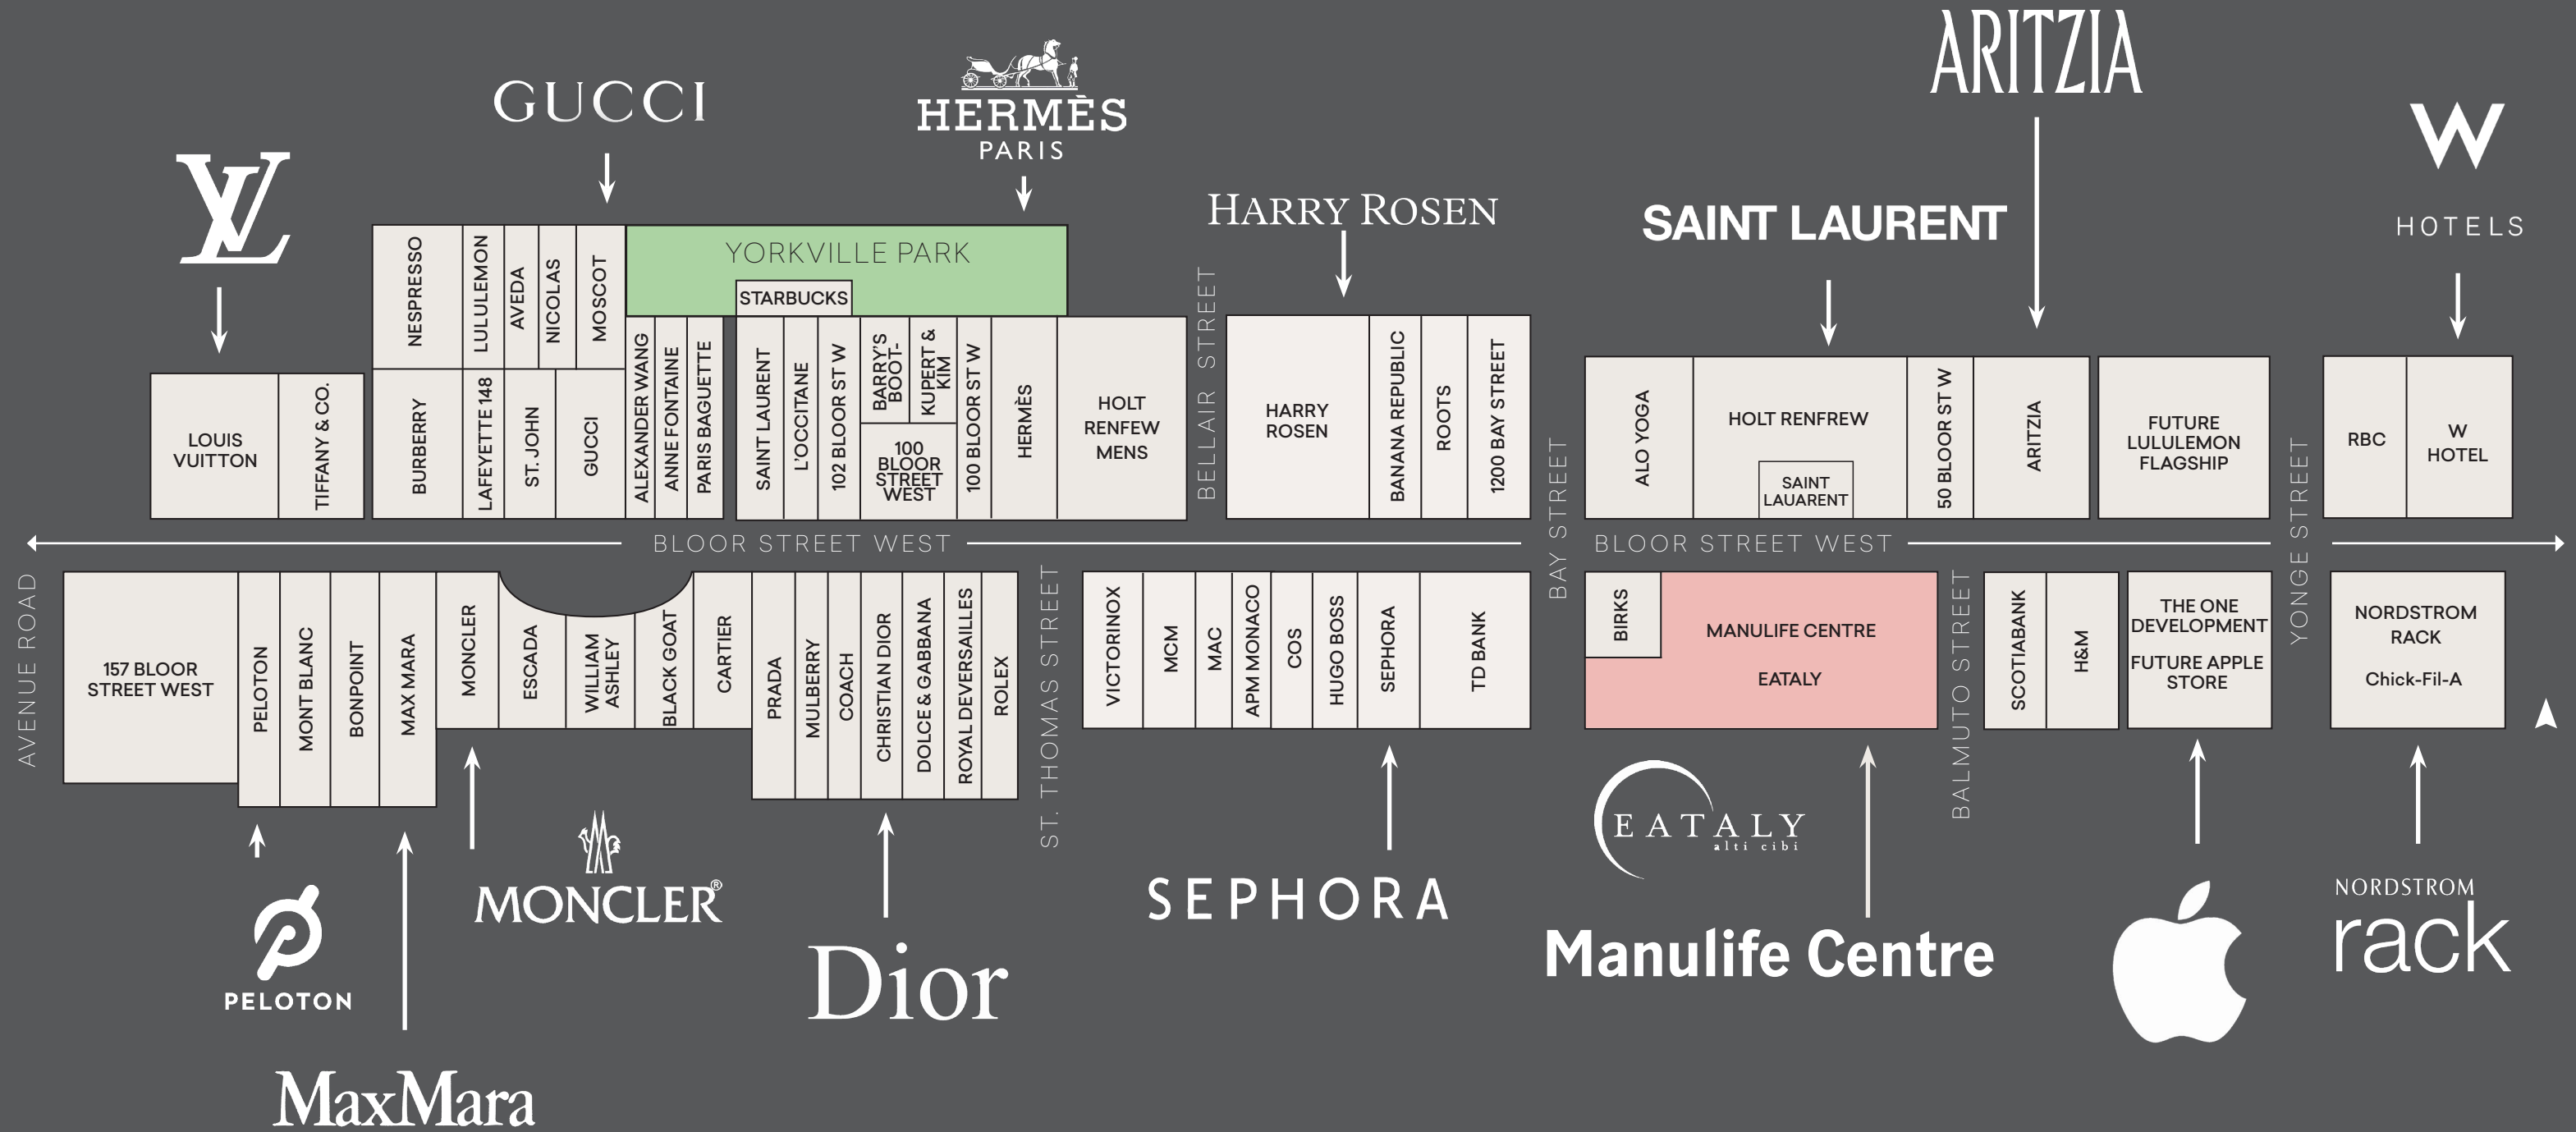 ARITZIA
GUCCI
HERMÈS
PARIS
W
HOTELS
LV
HARRY ROSEN
SAINT LAURENT
NESPRESSO
LULULEMON
AVEDA
NICOLAS
MOSCOT
YORKVILLE PARK
STARBUCKS
BELLAIR STREET
LOUIS
VUITTON
TIFFANY & CO.
BURBERRY
LAFEYETTE 148
ST. JOHN
GUCCI
ALEXANDER WANG
ANNE FONTAINE
PARIS BAGUETTE
SAINT LAURENT
L'OCCITANE
102 BLOOR ST W
BARRY'S
BOOT-
KUPERT &
KIM
100
BLOOR
STREET
WEST
100 BLOOR ST W
HERMÈS
HOLT
RENFEW
MENS
HARRY
ROSEN
BANANA REPUBLIC
ROOTS
1200 BAY STREET
BAY STREET
ALO YOGA
HOLT RENFREW
SAINT
LAUARENT
50 BLOOR ST W
ARITZIA
FUTURE
LULULEMON
FLAGSHIP
YONGE STREET
RBC
W
HOTEL
BLOOR STREET WEST
BLOOR STREET WEST
AVENUE ROAD
157 BLOOR
STREET WEST
PELOTON
MONT BLANC
BONPOINT
MAX MARA
MONCLER
ESCADA
WILLIAM
ASHLEY
BLACK GOAT
CARTIER
PRADA
MULBERRY
COACH
CHRISTIAN DIOR
DOLCE & GABBANA
ROYAL DEVERSAILLES
ROLEX
ST. THOMAS STREET
VICTORINOX
MCM
MAC
APM MONACO
COS
HUGO BOSS
SEPHORA
TD BANK
BIRKS
MANULIFE CENTRE
EATALY
BALMUTO STREET
SCOTIABANK
H&M
THE ONE
DEVELOPMENT
FUTURE APPLE
STORE
NORDSTROM
RACK
Chick-Fil-A
PELOTON
MaxMara
MONCLER®
Dior
SEPHORA
EATALY
alti cibi
Manulife Centre
NORDSTROM
rack